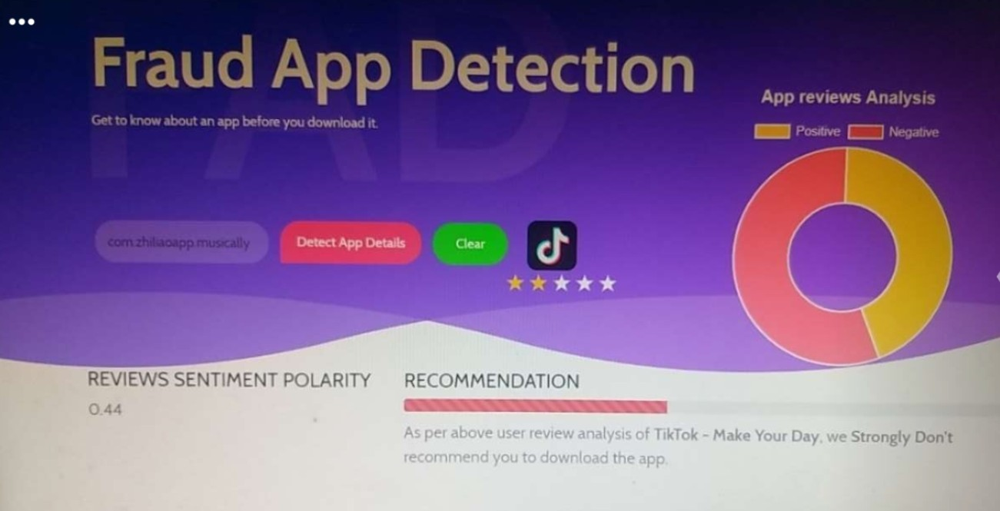 FAD
Fraud App Detection
Get to know about an app before you download it.
App reviews Analysis
Positive Negative
com.zhiliaoapp.musically Detect App Details Clear
REVIEWS SENTIMENT POLARITY
0.44
RECOMMENDATION
As per above user review analysis of TikTok - Make Your Day, we Strongly Don't
recommend you to download the app.